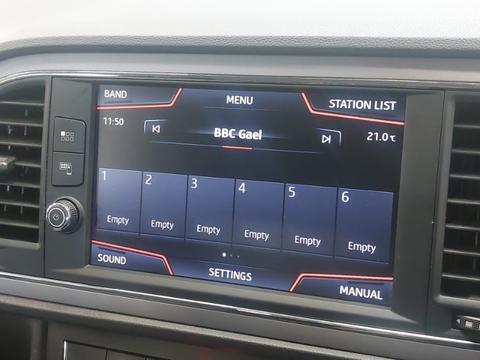 BAND
MENU
STATION LIST
11:50
BBC Gael
21.0 °C
1 2 3 4 5 6
Empty Empty Empty Empty Empty Empty
SOUND
SETTINGS
MANUAL